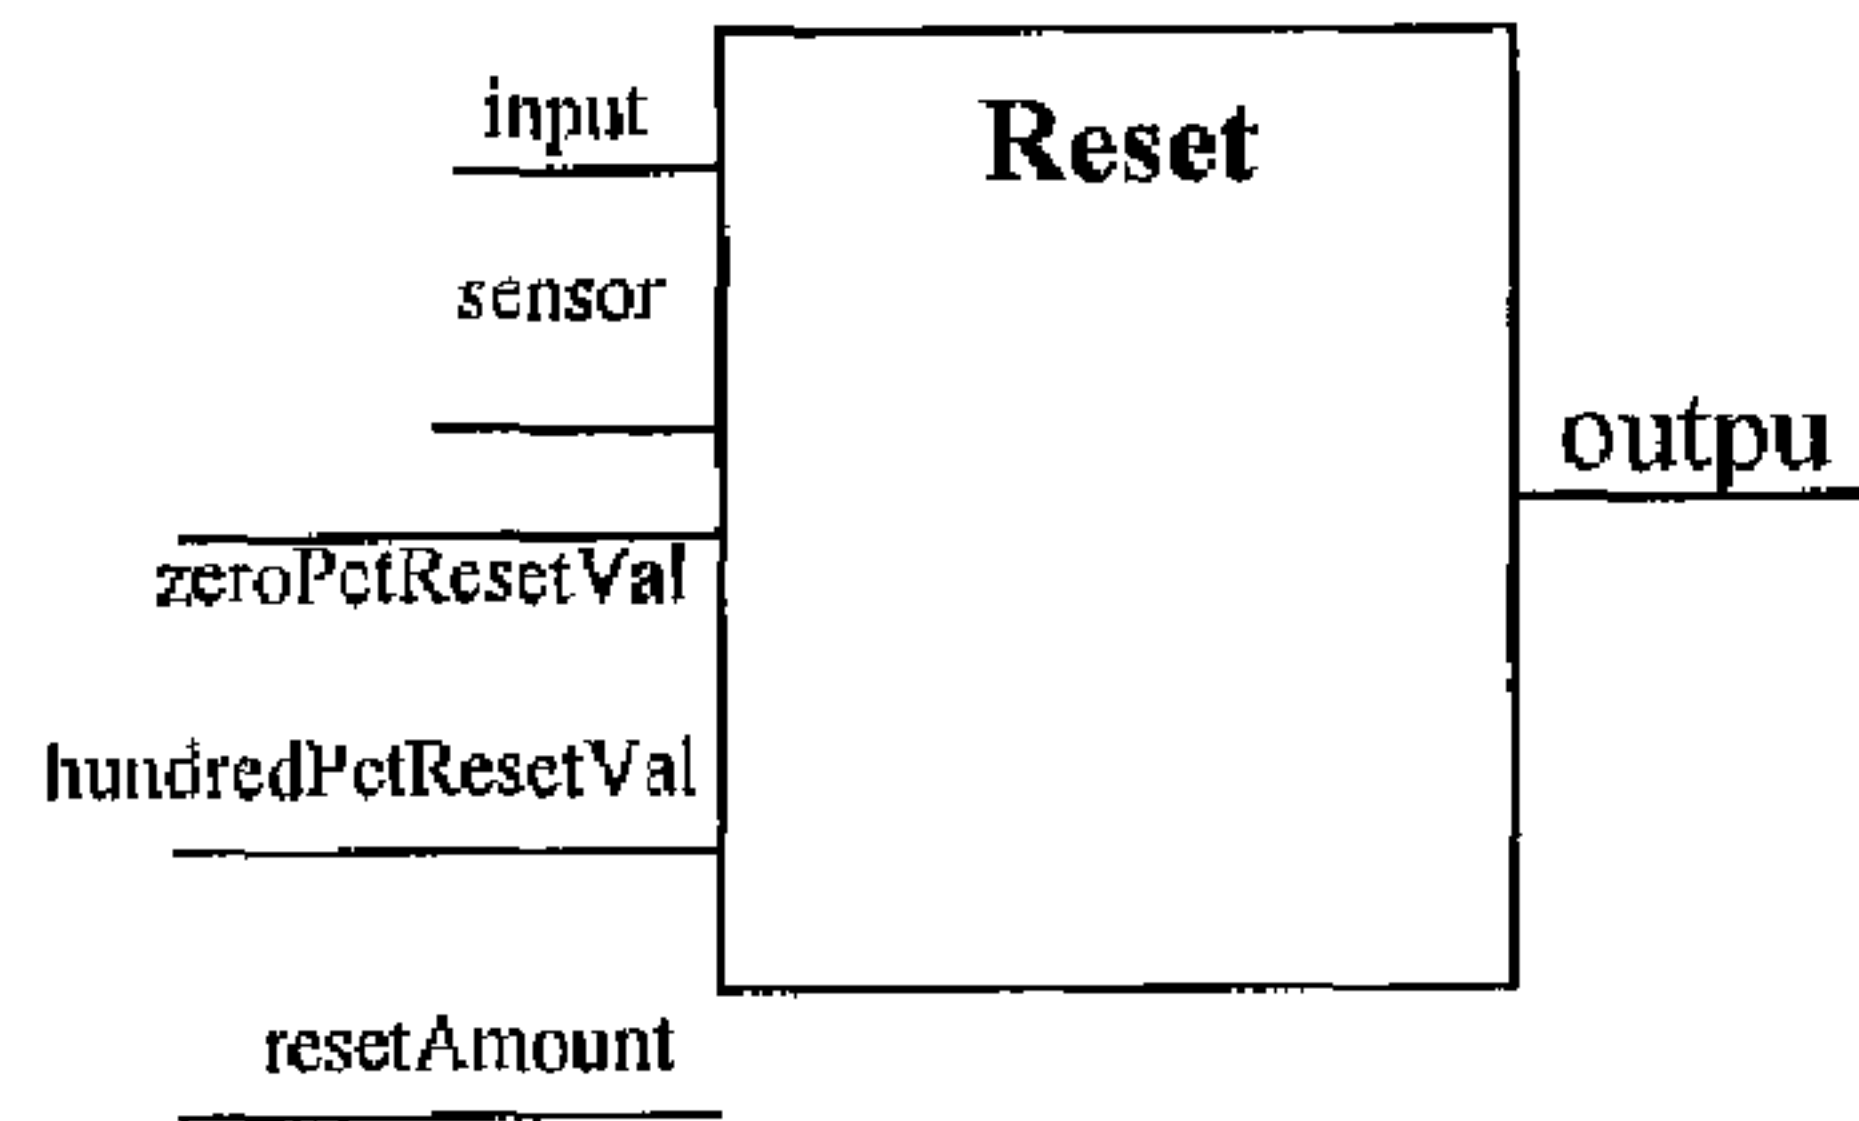 input
Reset
sensor
outpu
zeroPctResetVal
hundredPctResetVal
resetAmount